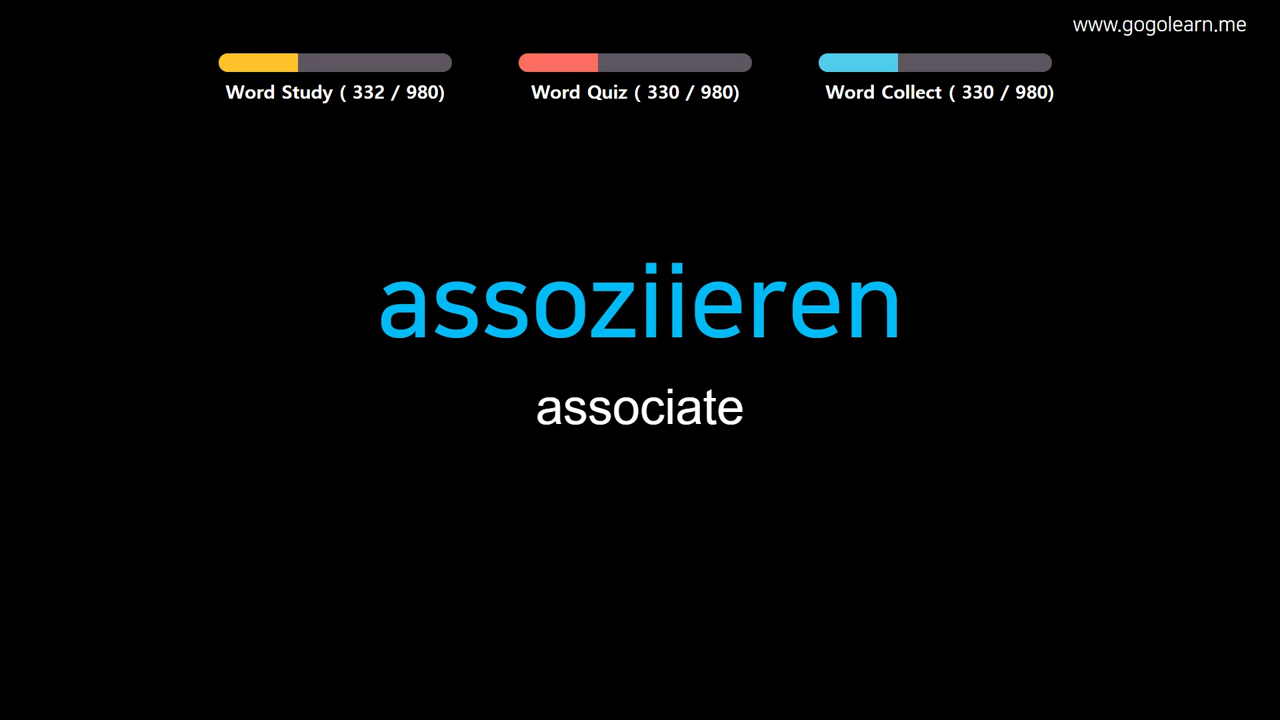 www.gogolearn.me
Word Study ( 332 / 980)
Word Quiz ( 330 / 980)
Word Collect ( 330 / 980)
assoziieren
associate